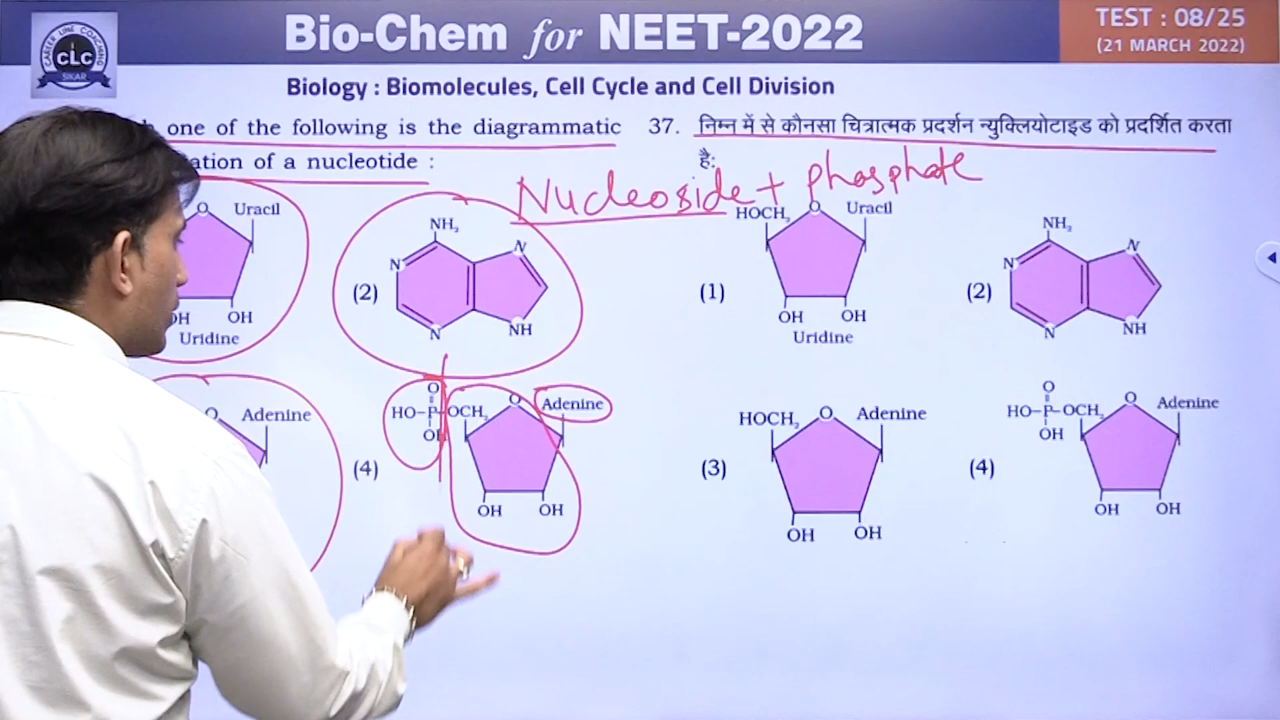 Bio-Chem for NEET-2022
TEST : 08/25
(21 MARCH 2022)
CAREER LINE COACHING
CLC
SIKAR
Biology : Biomolecules, Cell Cycle and Cell Division
one of the following is the diagrammatic
ation of a nucleotide :
37. निम्न में से कौनसा चित्रात्मक प्रदर्शन न्युक्लियोटाइड को प्रदर्शित करता
है:
Nucleoside + phosphate
O Uracil
OH OH
Uridine
(2)
NH2
N N
N NH
O Adenine
(4)
O
HO-P-OCH2 O Adenine
OH
OH OH
(1)
HOCH2 O Uracil
OH OH
Uridine
(2)
NH2
N N
N NH
(3)
HOCH2 O Adenine
OH OH
(4)
O
HO-P-OCH2 O Adenine
OH
OH OH